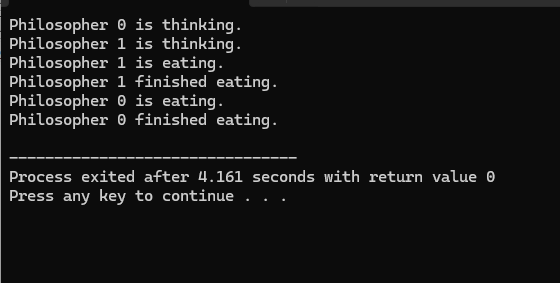 Philosopher 0 is thinking.
Philosopher 1 is thinking.
Philosopher 1 is eating.
Philosopher 1 finished eating.
Philosopher 0 is eating.
Philosopher 0 finished eating.

--------------------------------
Process exited after 4.161 seconds with return value 0
Press any key to continue . . .